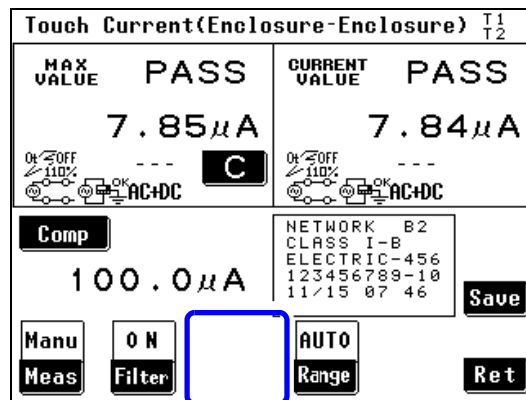 Touch Current(Enclosure-Enclosure) T1 T2
MAX VALUE PASS
7.85μA
0t OFF
110%
---
C
OK
AC+DC
CURRENT VALUE PASS
7.84μA
0t OFF
110%
---
OK
AC+DC
Comp
100.0μA
NETWORK B2
CLASS I-B
ELECTRIC-456
123456789-10
11/15 07 46
Save
Manu
Meas
ON
Filter
AUTO
Range
Ret